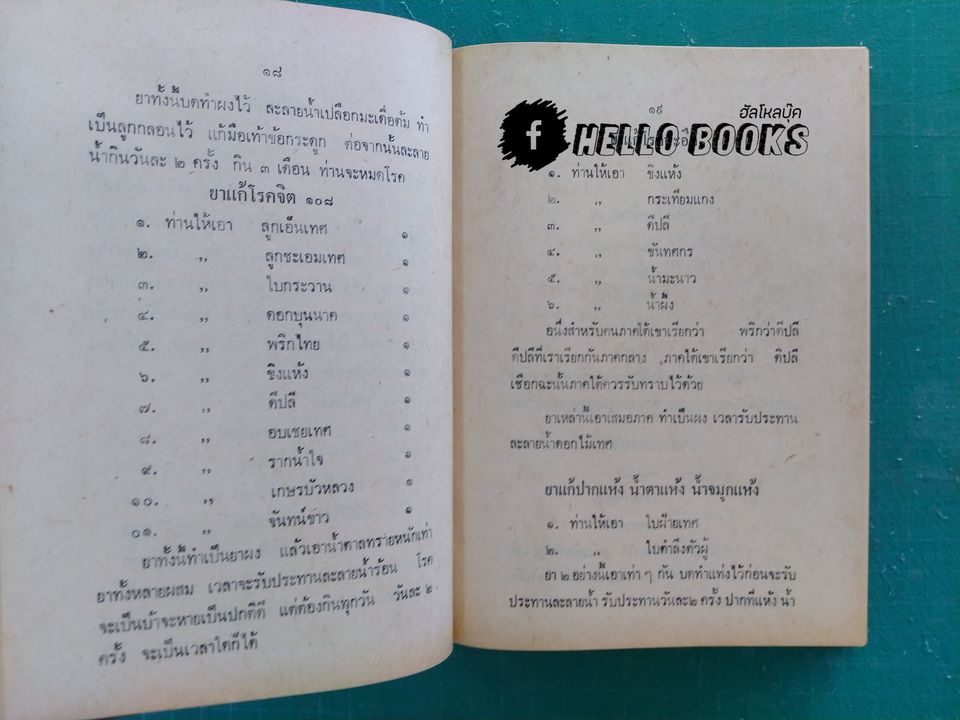 ๑๘
ยาทั้งนี้บดทำผงไว้ ละลายน้ำเปลือกมะเดื่อต้ม ทำ
เป็นลูกกลอนไว้ แก้มือเท้าข้อกระดูก ต่อจากนั้นละลาย
น้ำกินวันละ ๒ ครั้ง กิน ๓ เดือน ท่านจะหมดโรค
ยาแก้โรคจิต ๑๐๘
๑. ท่านให้เอา ลูกเอ็นเทศ ๑
๒. ,, ลูกชะเอมเทศ ๑
๓. ,, ใบกระวาน ๑
๔. ,, ดอกบุนนาค ๑
๕. ,, พริกไทย ๑
๖. ,, ขิงแห้ง ๑
๗. ,, ดีปลี ๑
๘. ,, อบเชยเทศ ๑
๙. ,, รากน้ำใจ ๑
๑๐. ,, เกษรบัวหลวง ๑
๐๑. ,, จันทน์ขาว ๑
ยาทั้งนี้ทำเป็นยาผง แล้วเอาน้ำตาลทรายหนักเท่า
ยาทั้งหลายผสม เวลาจะรับประทานละลายน้ำร้อน โรค
จะเป็นบ้าจะหายเป็นปกติดี แต่ต้องกินทุกวัน วันละ ๒
ครั้ง จะเป็นเวลาใดก็ได้
๑๙
ฮัลโหลบุ๊ค
f HELLO BOOKS
๑. ท่านให้เอา ขิงแห้ง
๒. ,, กระเทียมแกง
๓. ,, ดีปลี
๔. ,, ขันทศกร
๕. ,, น้ำมะนาว
๖. ,, น้ำผึ้ง
อนึ่งสำหรับคนภาคใต้เขาเรียกว่า พริกว่าดีปลี
ดีปลีที่เราเรียกกันภาคกลาง ภาคใต้เขาเรียกว่า ดีปลี
เชือกฉะนั้นภาคใต้ควรรับทราบไว้ด้วย
ยาเหล่านี้เอาเสมอภาค ทำเป็นผง เวลารับประทาน
ละลายน้ำดอกไม้เทศ
ยาแก้ปากแห้ง น้ำตาแห้ง น้ำจมูกแห้ง
๑. ท่านให้เอา ใบฝ้ายเทศ
๒. ,, ใบตำลึงตัวผู้
ยา ๒ อย่างนี้เอาเท่า ๆ กัน บดทำแท่งไว้ก่อนจะรับ
ประทานละลายน้ำ รับประทานวันละ๒ ครั้ง ปากที่แห้ง น้ำ